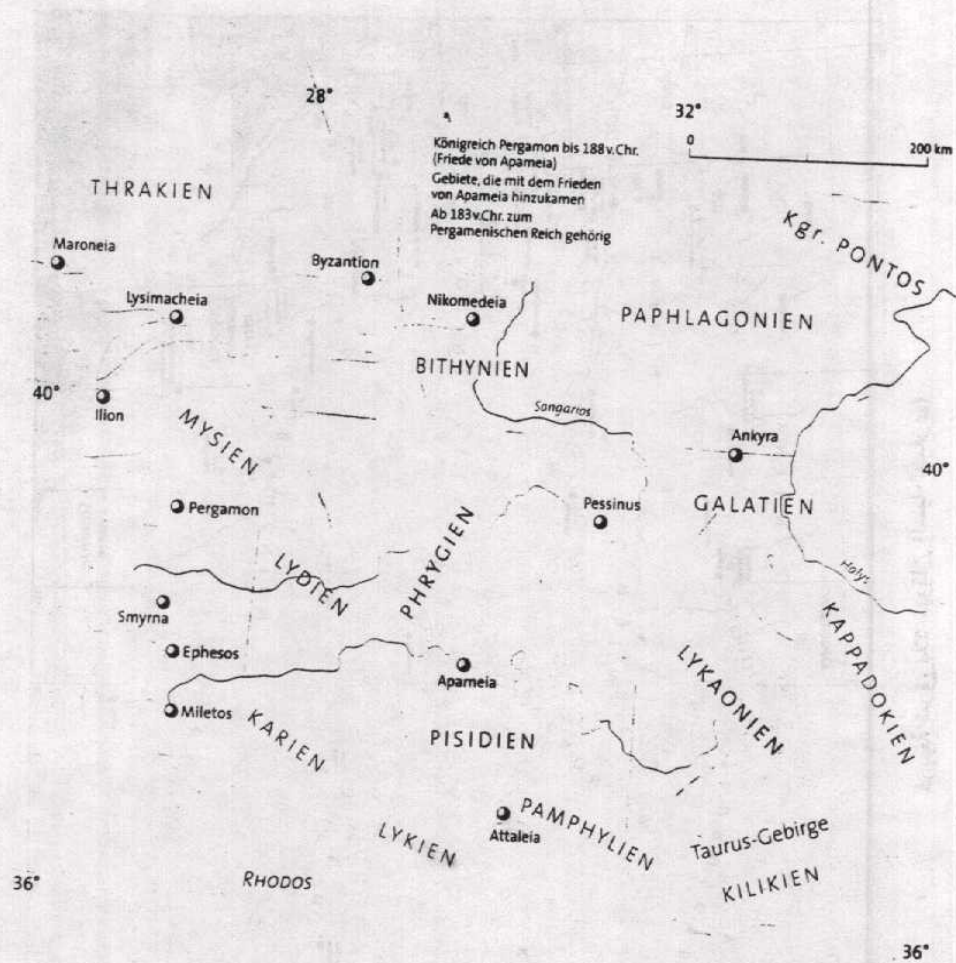 28°
32°
Königreich Pergamon bis 188 v. Chr.
(Friede von Apameia)
Gebiete, die mit dem Frieden
von Apameia hinzukamen
Ab 183 v. Chr. zum
Pergamenischen Reich gehörig
0 200 km
THRAKIEN
Kgr. PONTOS
Maroneia
Byzantion
Lysimacheia
Nikomedeia
PAPHLAGONIEN
BITHYNIEN
40°
Ilion
Sangarios
MYSIEN
Ankyra
40°
Pergamon
Pessinus
GALATIEN
PHRYGIEN
LYDIEN
Halys
Smyrna
KAPPADOKIEN
Ephesos
Apameia
LYKAONIEN
Miletos
KARIEN
PISIDIEN
Attaleia
PAMPHYLIEN
LYKIEN
Taurus-Gebirge
36°
RHODOS
KILIKIEN
36°